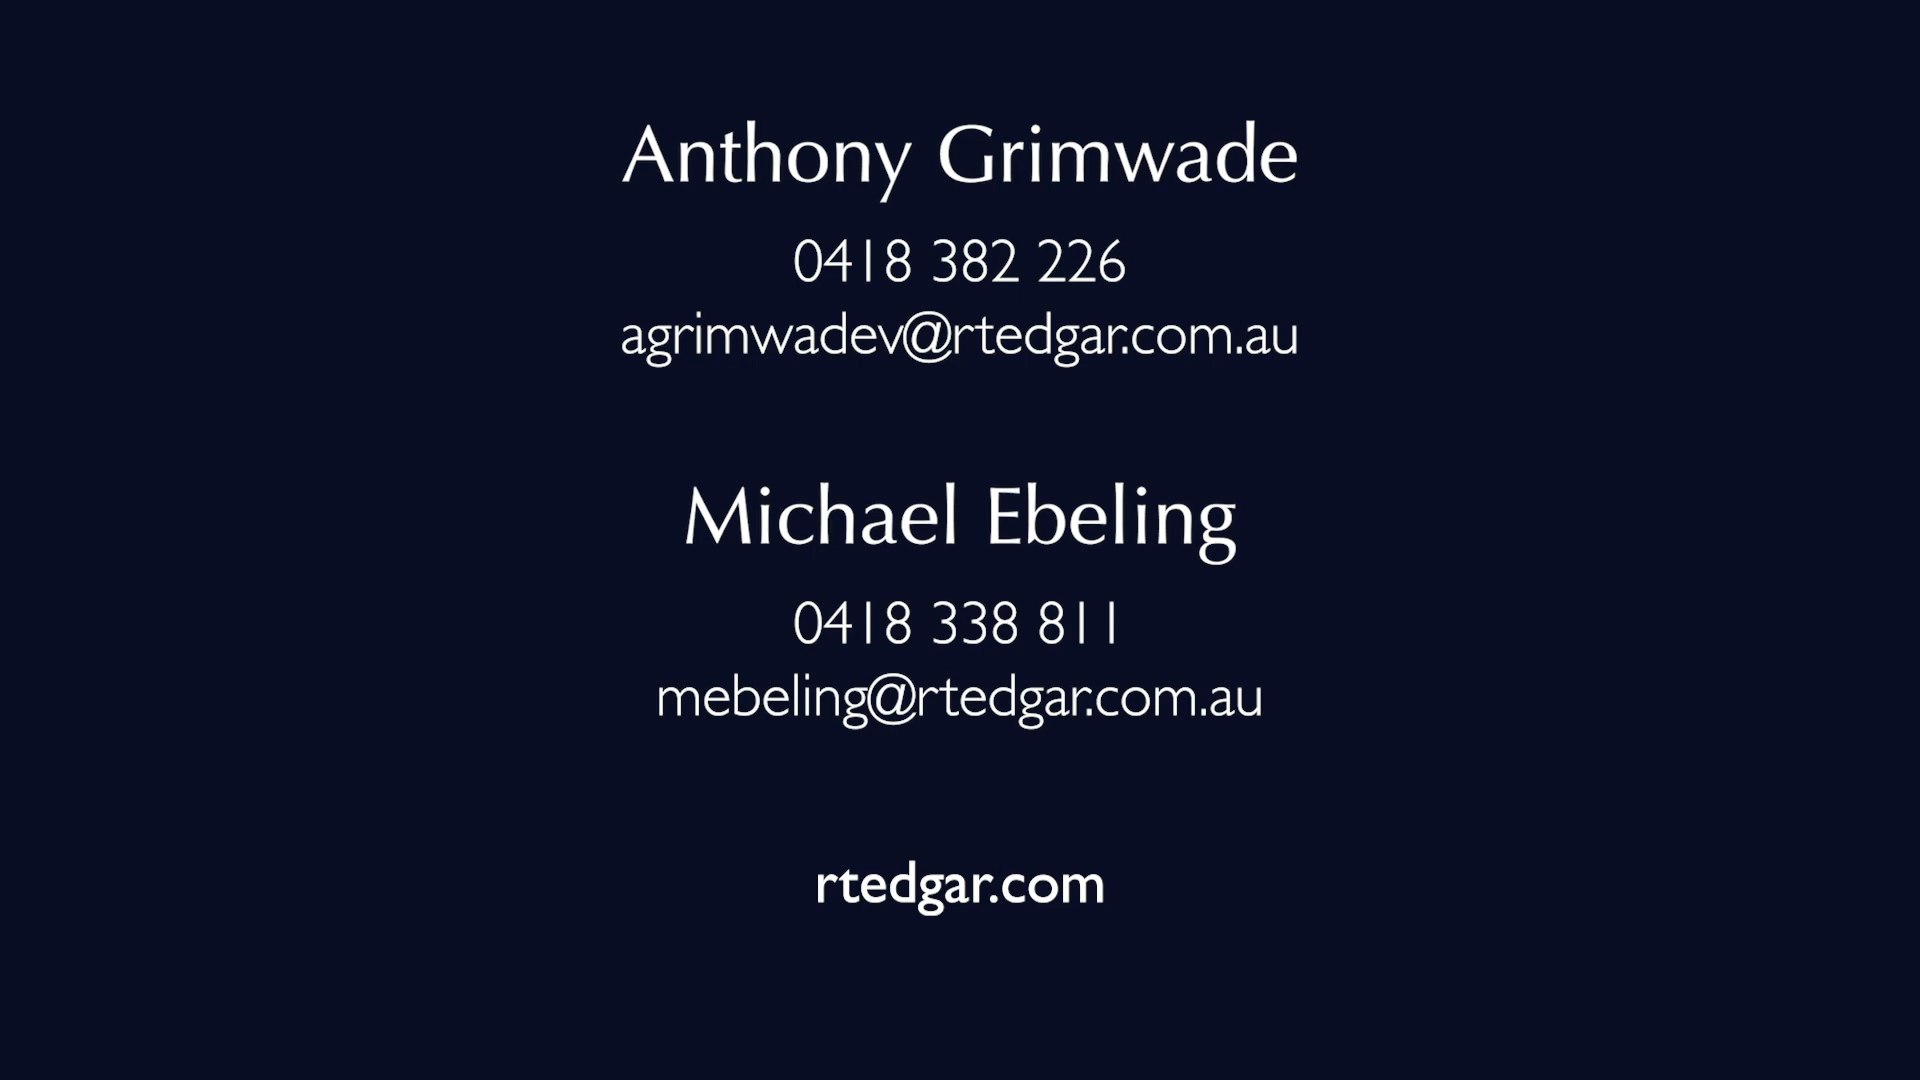 Anthony Grimwade
0418 382 226
agrimwadev@rtedgar.com.au
Michael Ebeling
0418 338 811
mebeling@rtedgar.com.au
rtedgar.com